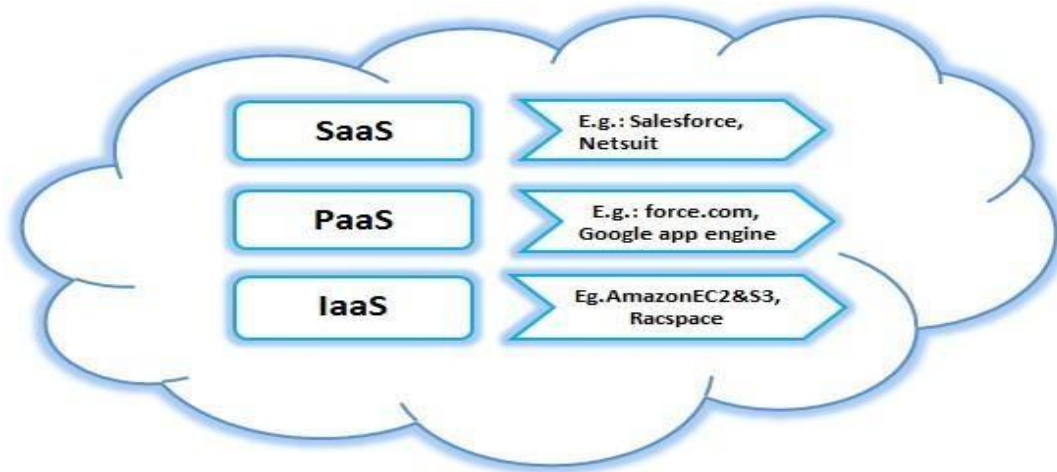 SaaS
E.g.: Salesforce,
Netsuit
PaaS
E.g.: force.com,
Google app engine
IaaS
Eg.AmazonEC2&S3,
Racspace